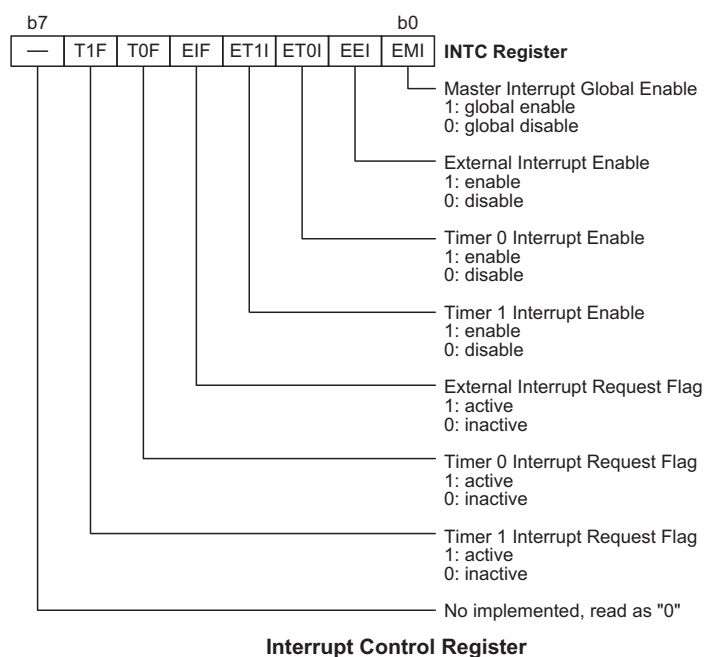 b7 b0
— T1F T0F EIF ET1I ET0I EEI EMI INTC Register
Master Interrupt Global Enable
1: global enable
0: global disable
External Interrupt Enable
1: enable
0: disable
Timer 0 Interrupt Enable
1: enable
0: disable
Timer 1 Interrupt Enable
1: enable
0: disable
External Interrupt Request Flag
1: active
0: inactive
Timer 0 Interrupt Request Flag
1: active
0: inactive
Timer 1 Interrupt Request Flag
1: active
0: inactive
No implemented, read as "0"
Interrupt Control Register